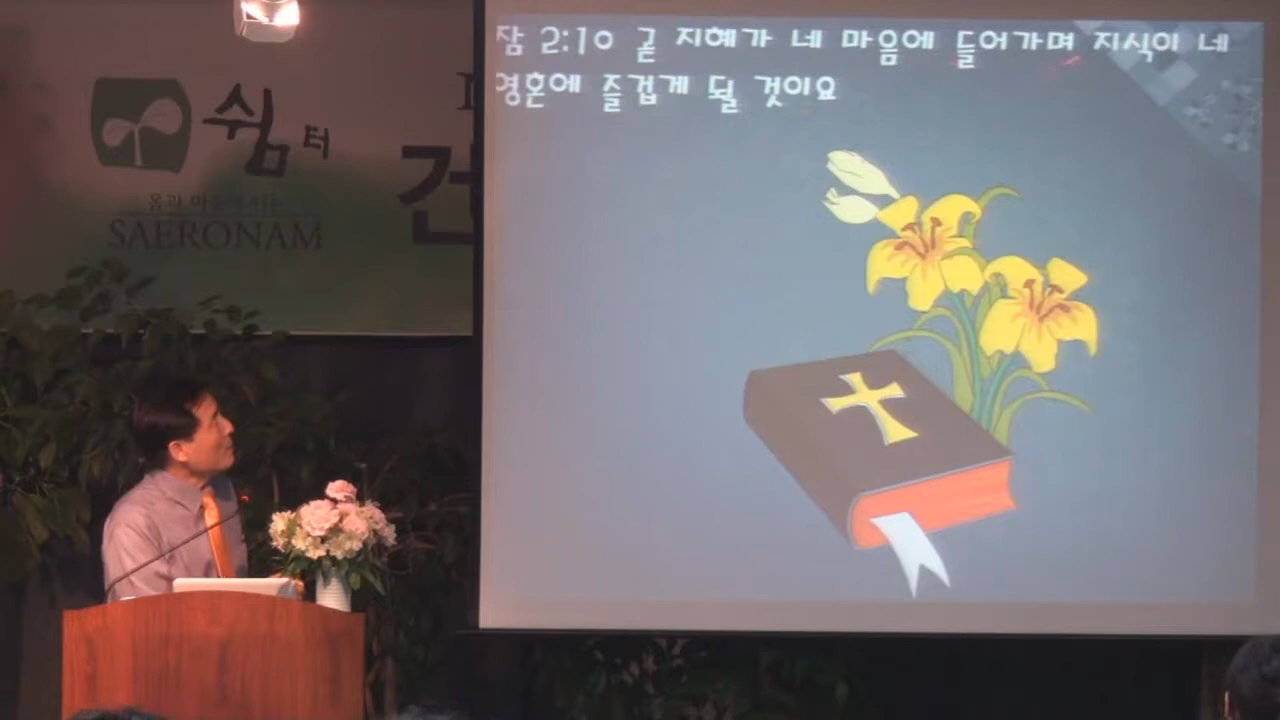 잠 2:10 곧 지혜가 네 마음에 들어가며 지식이 네
영혼에 즐겁게 될 것이요
쉼터
SAERONAM
건